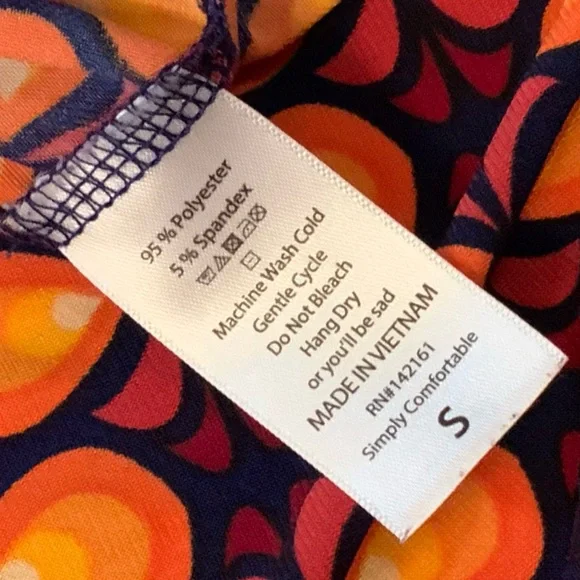 95 % Polyester
5 % Spandex
Machine Wash Cold
Gentle Cycle
Do Not Bleach
Hang Dry
or you'll be sad
MADE IN VIETNAM
RN#142161
Simply Comfortable
S